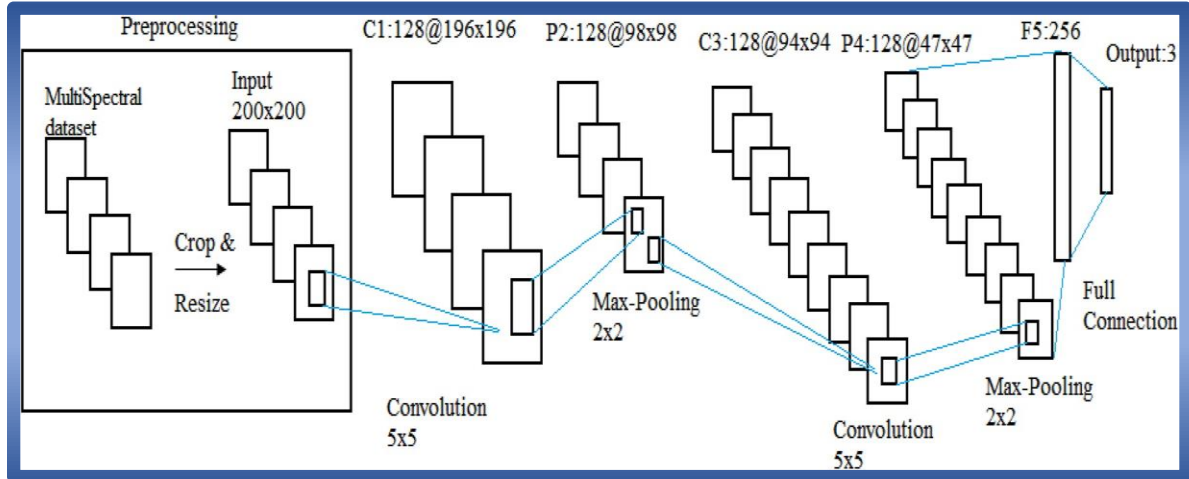 Preprocessing
MultiSpectral
dataset
Crop &
Resize
Input
200x200
C1:128@196x196
Convolution
5x5
P2:128@98x98
Max-Pooling
2x2
C3:128@94x94
Convolution
5x5
P4:128@47x47
Max-Pooling
2x2
F5:256
Full
Connection
Output:3